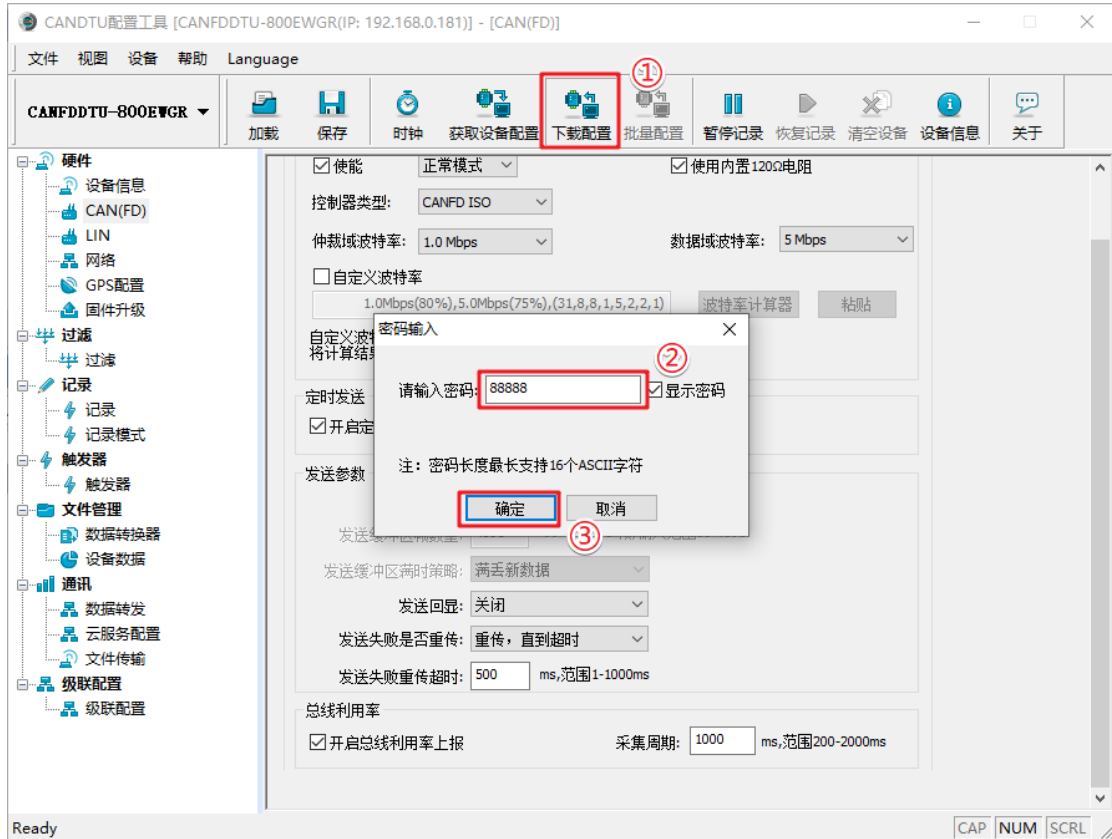 CANDTU配置工具 [CANFDDTU-800EWGR(IP: 192.168.0.181)] - [CAN(FD)]
文件 视图 设备 帮助 Language
①
CANFDDTU-800EWGR
加载 保存 时钟 获取设备配置 下载配置 批量配置 暂停记录 恢复记录 清空设备 设备信息 关于
硬件
设备信息
CAN(FD)
LIN
网络
GPS配置
固件升级
过滤
过滤
记录
记录
记录模式
触发器
触发器
文件管理
数据转换器
设备数据
通讯
数据转发
云服务配置
文件传输
级联配置
级联配置
使能 正常模式 使用内置120Ω电阻
控制器类型: CANFD ISO
仲裁域波特率: 1.0 Mbps 数据域波特率: 5 Mbps
自定义波特率
1.0Mbps(80%),5.0Mbps(75%),(31,8,8,1,5,2,2,1) 波特率计算器 粘贴
自定义波
将计算结
密码输入
②
请输入密码: 88888 显示密码
注：密码长度最长支持16个ASCII字符
确定 取消
③
定时发送
开启定
发送参数
发送缓冲区满时策略: 满丢新数据
发送回显: 关闭
发送失败是否重传: 重传，直到超时
发送失败重传超时: 500 ms,范围1-1000ms
总线利用率
开启总线利用率上报 采集周期: 1000 ms,范围200-2000ms
Ready CAP NUM SCRL